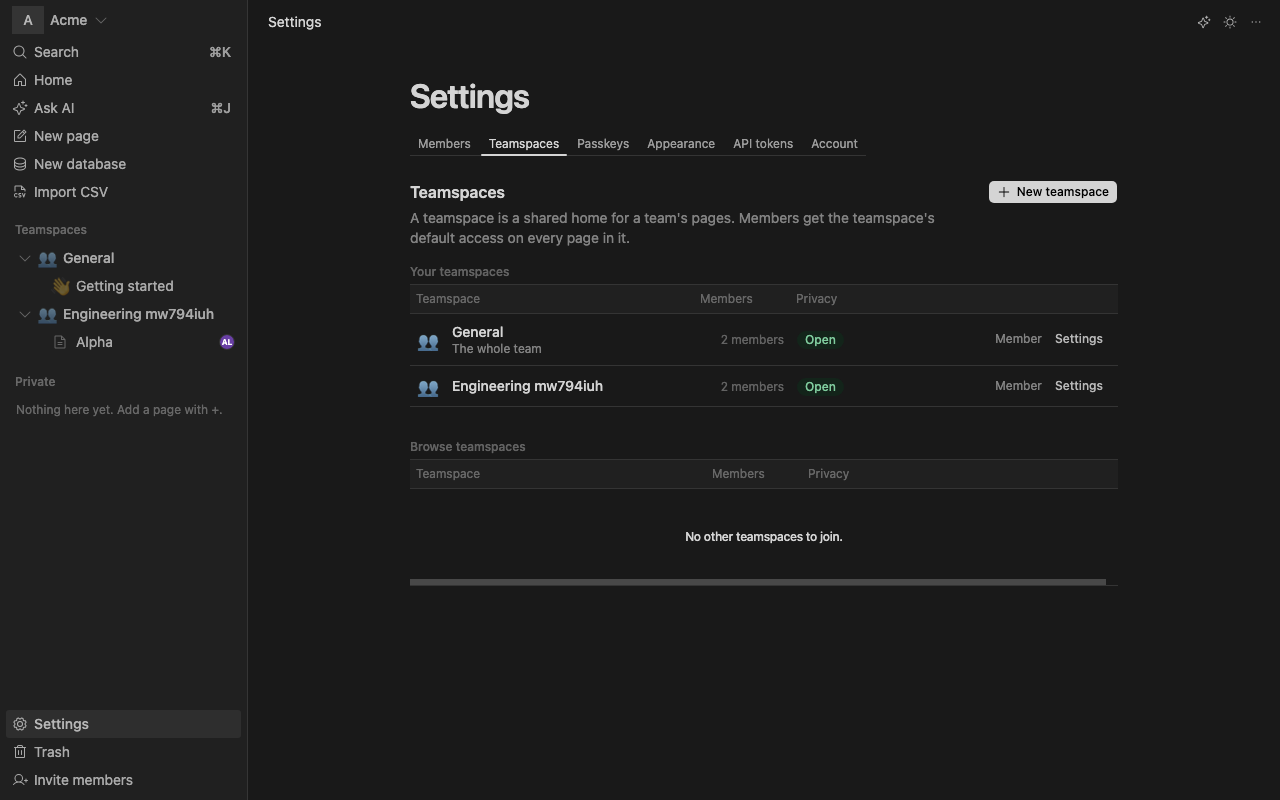 A Acme
Search ⌘K
Home
Ask AI ⌘J
New page
New database
Import CSV
Teamspaces
General
Getting started
Engineering mw794iuh
Alpha AL
Private
Nothing here yet. Add a page with +.
Settings
Trash
Invite members
Settings
Settings
Members Teamspaces Passkeys Appearance API tokens Account
Teamspaces
New teamspace
A teamspace is a shared home for a team's pages. Members get the teamspace's
default access on every page in it.
Your teamspaces
Teamspace Members Privacy
General
The whole team
2 members Open Member Settings
Engineering mw794iuh 2 members Open Member Settings
Browse teamspaces
Teamspace Members Privacy
No other teamspaces to join.